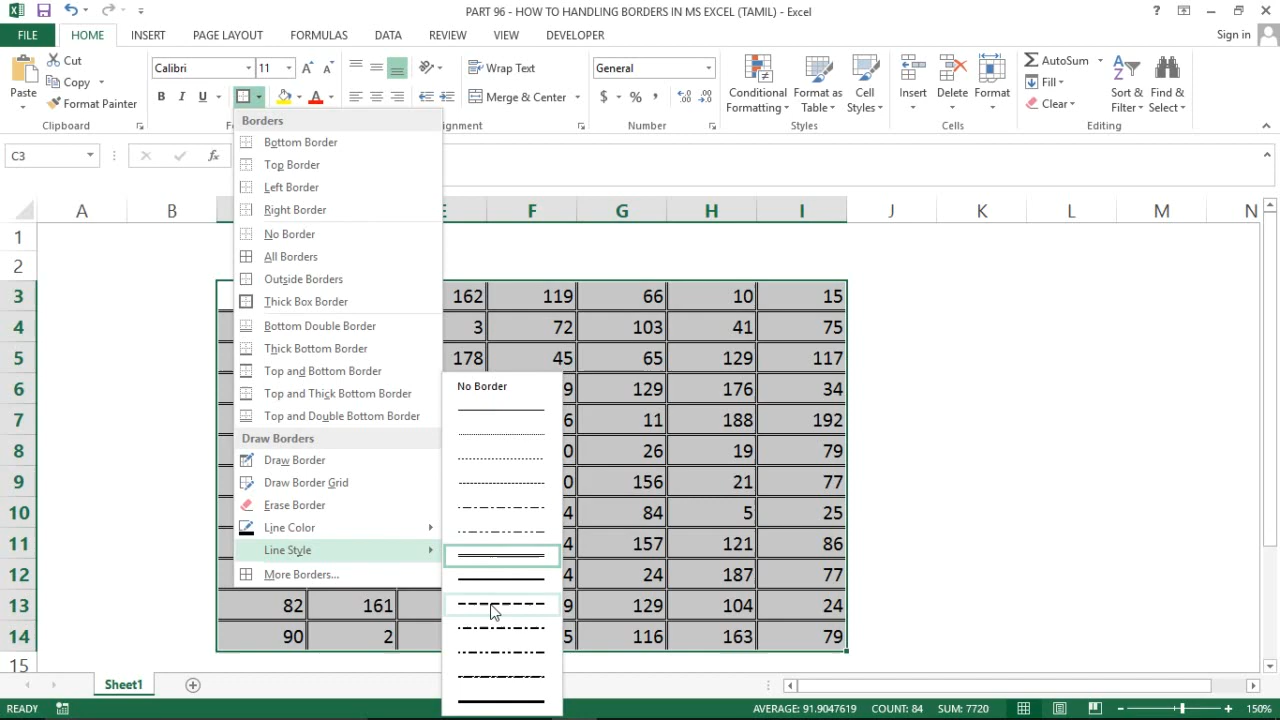 PART 96 - HOW TO HANDLING BORDERS IN MS EXCEL (TAMIL) - Excel
?
FILE HOME INSERT PAGE LAYOUT FORMULAS DATA REVIEW VIEW DEVELOPER Sign in
Paste Cut Copy Format Painter
Calibri 11
B I U A
Wrap Text
Merge & Center
General
$ % ,
Conditional Formatting Format as Table Cell Styles
Insert Delete Format
AutoSum Fill Clear
Sort & Filter Find & Select
Clipboard F lignment Number Styles Cells Editing
C3 fx
Borders
Bottom Border
Top Border
Left Border
Right Border
No Border
All Borders
Outside Borders
Thick Box Border
Bottom Double Border
Thick Bottom Border
Top and Bottom Border
Top and Thick Bottom Border
Top and Double Bottom Border
Draw Borders
Draw Border
Draw Border Grid
Erase Border
Line Color
Line Style
More Borders...
No Border
A B E F G H I J K L M N
1
2
3 162 119 66 10 15
4 3 72 103 41 75
5 178 45 65 129 117
6 9 129 176 34
7 6 11 188 192
8 0 26 19 79
9 0 156 21 77
10 4 84 5 25
11 4 157 121 86
12 4 24 187 77
13 82 161 9 129 104 24
14 90 2 5 116 163 79
15
Sheet1
READY AVERAGE: 91.9047619 COUNT: 84 SUM: 7720 150%